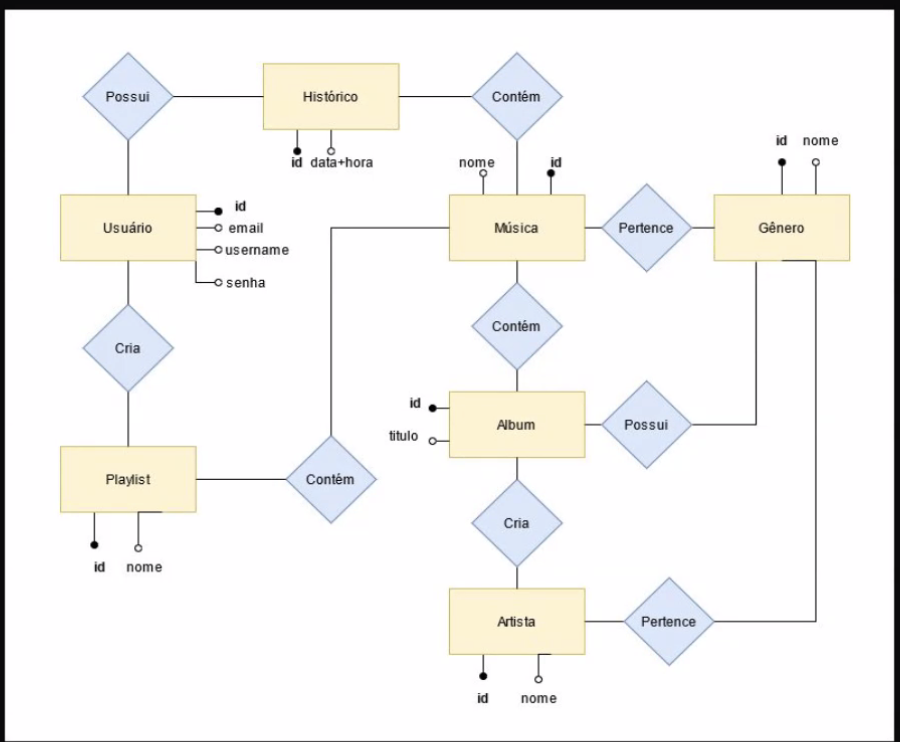 Possui
Histórico
Contém
id data+hora
id nome
nome id
Usuário
id
email
username
senha
Música
Pertence
Gênero
Cria
Contém
id
titulo
Album
Possui
Playlist
Contém
Cria
id nome
Artista
Pertence
id nome